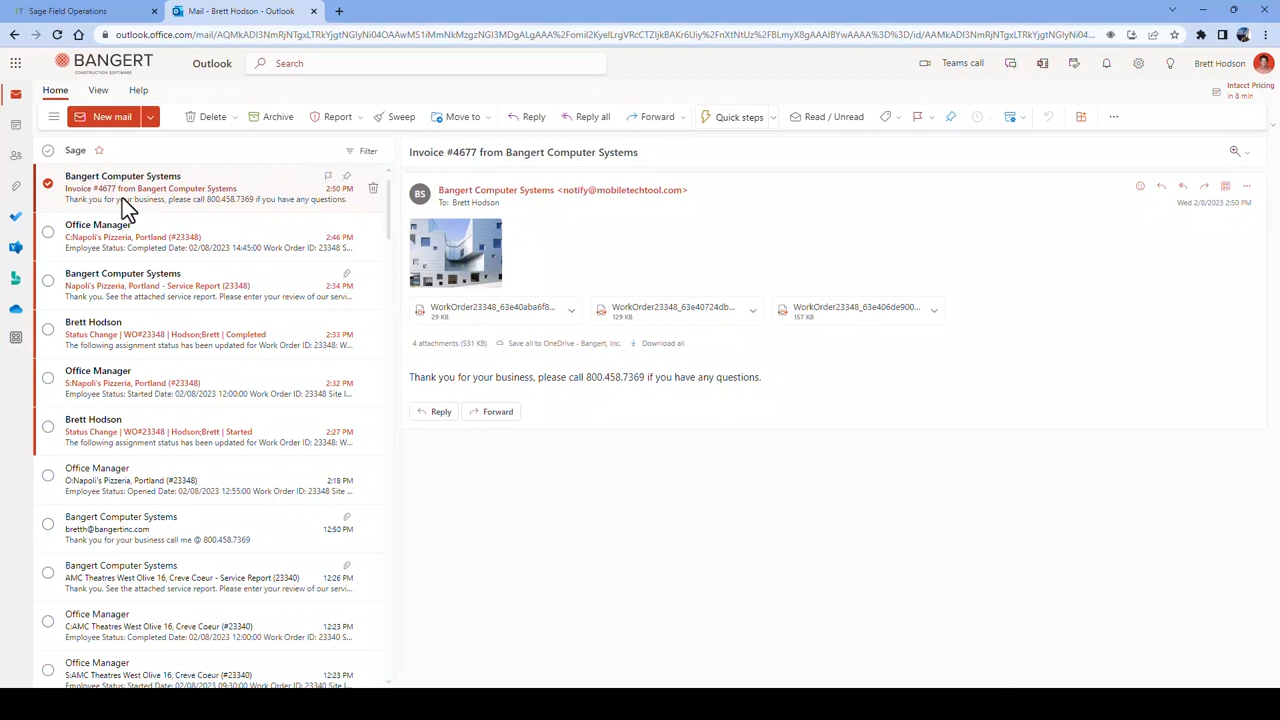 Sage Field Operations
Mail - Brett Hodson - Outlook
BANGERT
CONSTRUCTION SOFTWARE
Outlook
Search
Teams call
Brett Hodson
Home
View
Help
Intacct Pricing
in 8 min
New mail
Delete
Archive
Report
Sweep
Move to
Reply
Reply all
Forward
Quick steps
Read / Unread
Sage
Filter
Invoice #4677 from Bangert Computer Systems
Bangert Computer Systems
Invoice #4677 from Bangert Computer Systems 2:50 PM
Thank you for your business, please call 800.458.7369 if you have any questions.
Office Manager
C:Napoli's Pizzeria, Portland (#23348) 2:46 PM
Employee Status: Completed Date: 02/08/2023 14:45:00 Work Order ID: 23348 S...
Bangert Computer Systems
Napoli's Pizzeria, Portland - Service Report (23348) 2:34 PM
Thank you. See the attached service report. Please enter your review of our servi...
Brett Hodson
Status Change | WO#23348 | Hodson;Brett | Completed 2:33 PM
The following assignment status has been updated for Work Order 23348: W...
Office Manager
S:Napoli's Pizzeria, Portland (#23348) 2:32 PM
Employee Status: Started Date: 02/08/2023 12:00:00 Work Order ID: 23348 Site I...
Brett Hodson
Status Change | WO#23348 | Hodson;Brett | Started 2:27 PM
The following assignment status has been updated for Work Order 23348: W...
Office Manager
O:Napoli's Pizzeria, Portland (#23348) 2:18 PM
Employee Status: Opened Date: 02/08/2023 12:55:00 Work Order ID: 23348 Site ...
Bangert Computer Systems
bretth@bangertinc.com 12:50 PM
Thank you for your business call me @ 800.458.7369
Bangert Computer Systems
AMC Theatres West Olive 16, Creve Coeur - Service Report (23340) 12:26 PM
Thank you. See the attached service report. Please enter your review of our servi...
Office Manager
C:AMC Theatres West Olive 16, Creve Coeur (#23340) 12:23 PM
Employee Status: Completed Date: 02/08/2023 12:00:00 Work Order ID: 23340 S...
Office Manager
S:AMC Theatres West Olive 16, Creve Coeur (#23340) 12:23 PM
Employee Status: Started Date: 02/08/2023 09:30:00 Work Order ID: 23340 Site I...
BS
Bangert Computer Systems <notify@mobiletechtool.com>
To: Brett Hodson
Wed 2/8/2023 2:50 PM
WorkOrder23348_63e40aba6f8...
29 KB
WorkOrder23348_63e40724db...
129 KB
WorkOrder23348_63e406de900...
157 KB
4 attachments (531 KB)
Save all to OneDrive - Bangert, Inc.
Download all
Thank you for your business, please call 800.458.7369 if you have any questions.
Reply
Forward